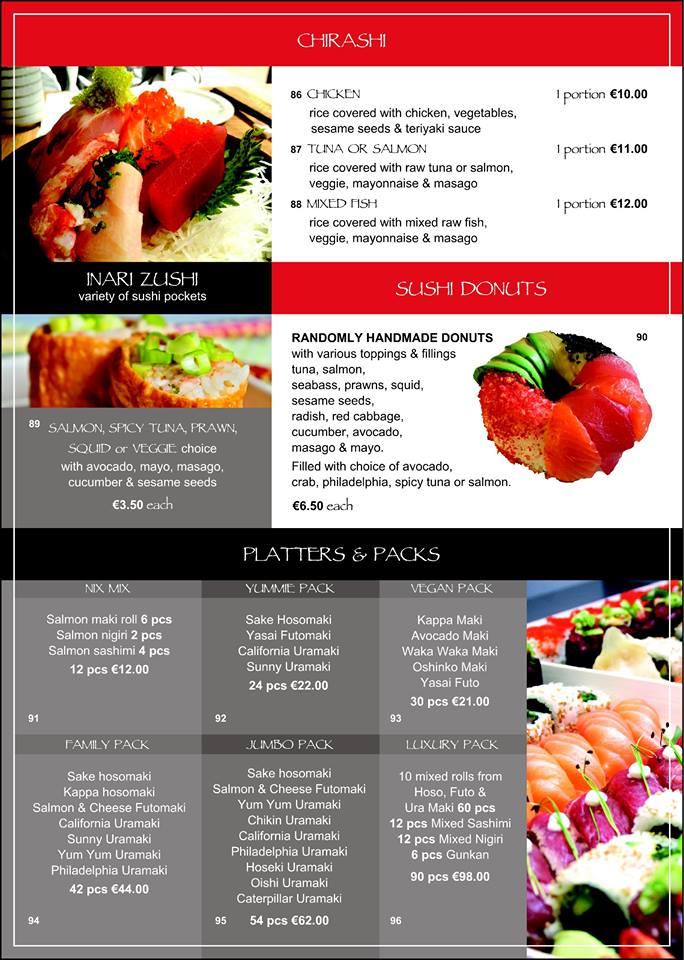 CHIRASHI
86 CHICKEN 1 portion €10.00
rice covered with chicken, vegetables,
sesame seeds & teriyaki sauce
87 TUNA OR SALMON 1 portion €11.00
rice covered with raw tuna or salmon,
veggie, mayonnaise & masago
88 MIXED FISH 1 portion €12.00
rice covered with mixed raw fish,
veggie, mayonnaise & masago
INARI ZUSHI
variety of sushi pockets
89 SALMON, SPICY TUNA, PRAWN,
SQUID or VEGGIE choice
with avocado, mayo, masago,
cucumber & sesame seeds
€3.50 each
SUSHI DONUTS
RANDOMLY HANDMADE DONUTS 90
with various toppings & fillings
tuna, salmon,
seabass, prawns, squid,
sesame seeds,
radish, red cabbage,
cucumber, avocado,
masago & mayo.
Filled with choice of avocado,
crab, philadelphia, spicy tuna or salmon.
€6.50 each
PLATTERS & PACKS
NIX MIX
Salmon maki roll 6 pcs
Salmon nigiri 2 pcs
Salmon sashimi 4 pcs
12 pcs €12.00
91
YUMMIE PACK
Sake Hosomaki
Yasai Futomaki
California Uramaki
Sunny Uramaki
24 pcs €22.00
92
VEGAN PACK
Kappa Maki
Avocado Maki
Waka Waka Maki
Oshinko Maki
Yasai Futo
30 pcs €21.00
93
FAMILY PACK
Sake hosomaki
Kappa hosomaki
Salmon & Cheese Futomaki
California Uramaki
Sunny Uramaki
Yum Yum Uramaki
Philadelphia Uramaki
42 pcs €44.00
94
JUMBO PACK
Sake hosomaki
Salmon & Cheese Futomaki
Yum Yum Uramaki
Chikin Uramaki
California Uramaki
Philadelphia Uramaki
Hoseki Uramaki
Oishi Uramaki
Caterpillar Uramaki
95 54 pcs €62.00
LUXURY PACK
10 mixed rolls from
Hoso, Futo &
Ura Maki 60 pcs
12 pcs Mixed Sashimi
12 pcs Mixed Nigiri
6 pcs Gunkan
90 pcs €98.00
96